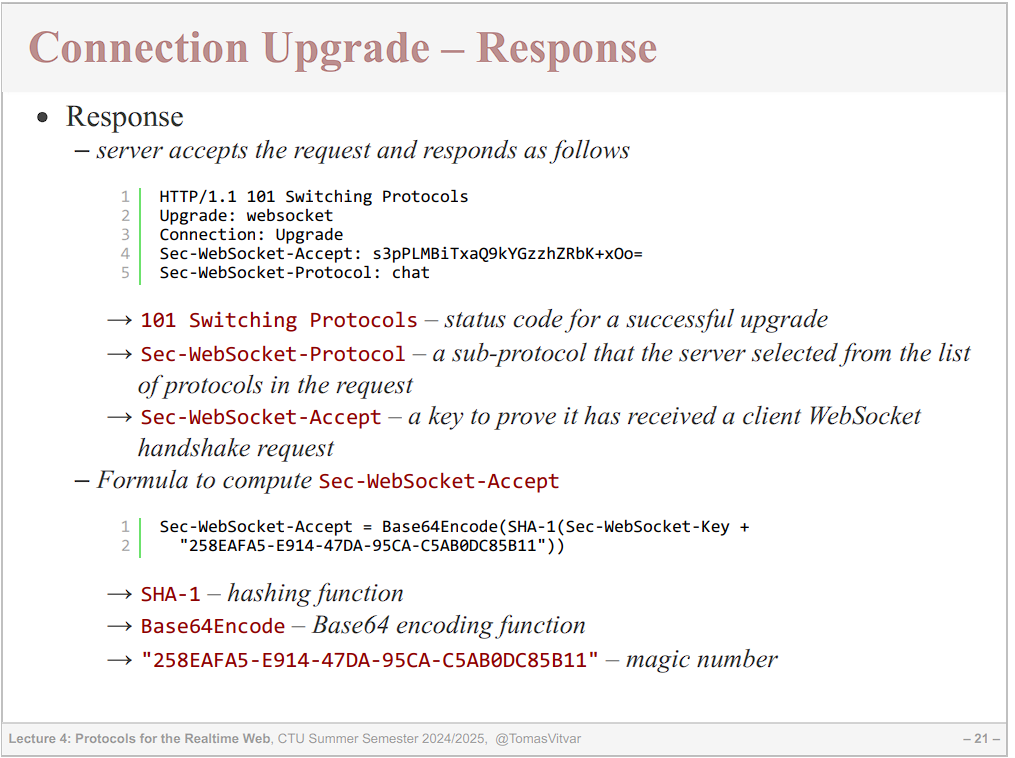 Connection Upgrade – Response
• Response
– server accepts the request and responds as follows
1 HTTP/1.1 101 Switching Protocols
2 Upgrade: websocket
3 Connection: Upgrade
4 Sec-WebSocket-Accept: s3pPLMBiTxaQ9kYGzzhZRbK+xOo=
5 Sec-WebSocket-Protocol: chat
→ 101 Switching Protocols – status code for a successful upgrade
→ Sec-WebSocket-Protocol – a sub-protocol that the server selected from the list
of protocols in the request
→ Sec-WebSocket-Accept – a key to prove it has received a client WebSocket
handshake request
– Formula to compute Sec-WebSocket-Accept
1 Sec-WebSocket-Accept = Base64Encode(SHA-1(Sec-WebSocket-Key +
2 "258EAFA5-E914-47DA-95CA-C5AB0DC85B11"))
→ SHA-1 – hashing function
→ Base64Encode – Base64 encoding function
→ "258EAFA5-E914-47DA-95CA-C5AB0DC85B11" – magic number
Lecture 4: Protocols for the Realtime Web, CTU Summer Semester 2024/2025, @TomasVitvar – 21 –